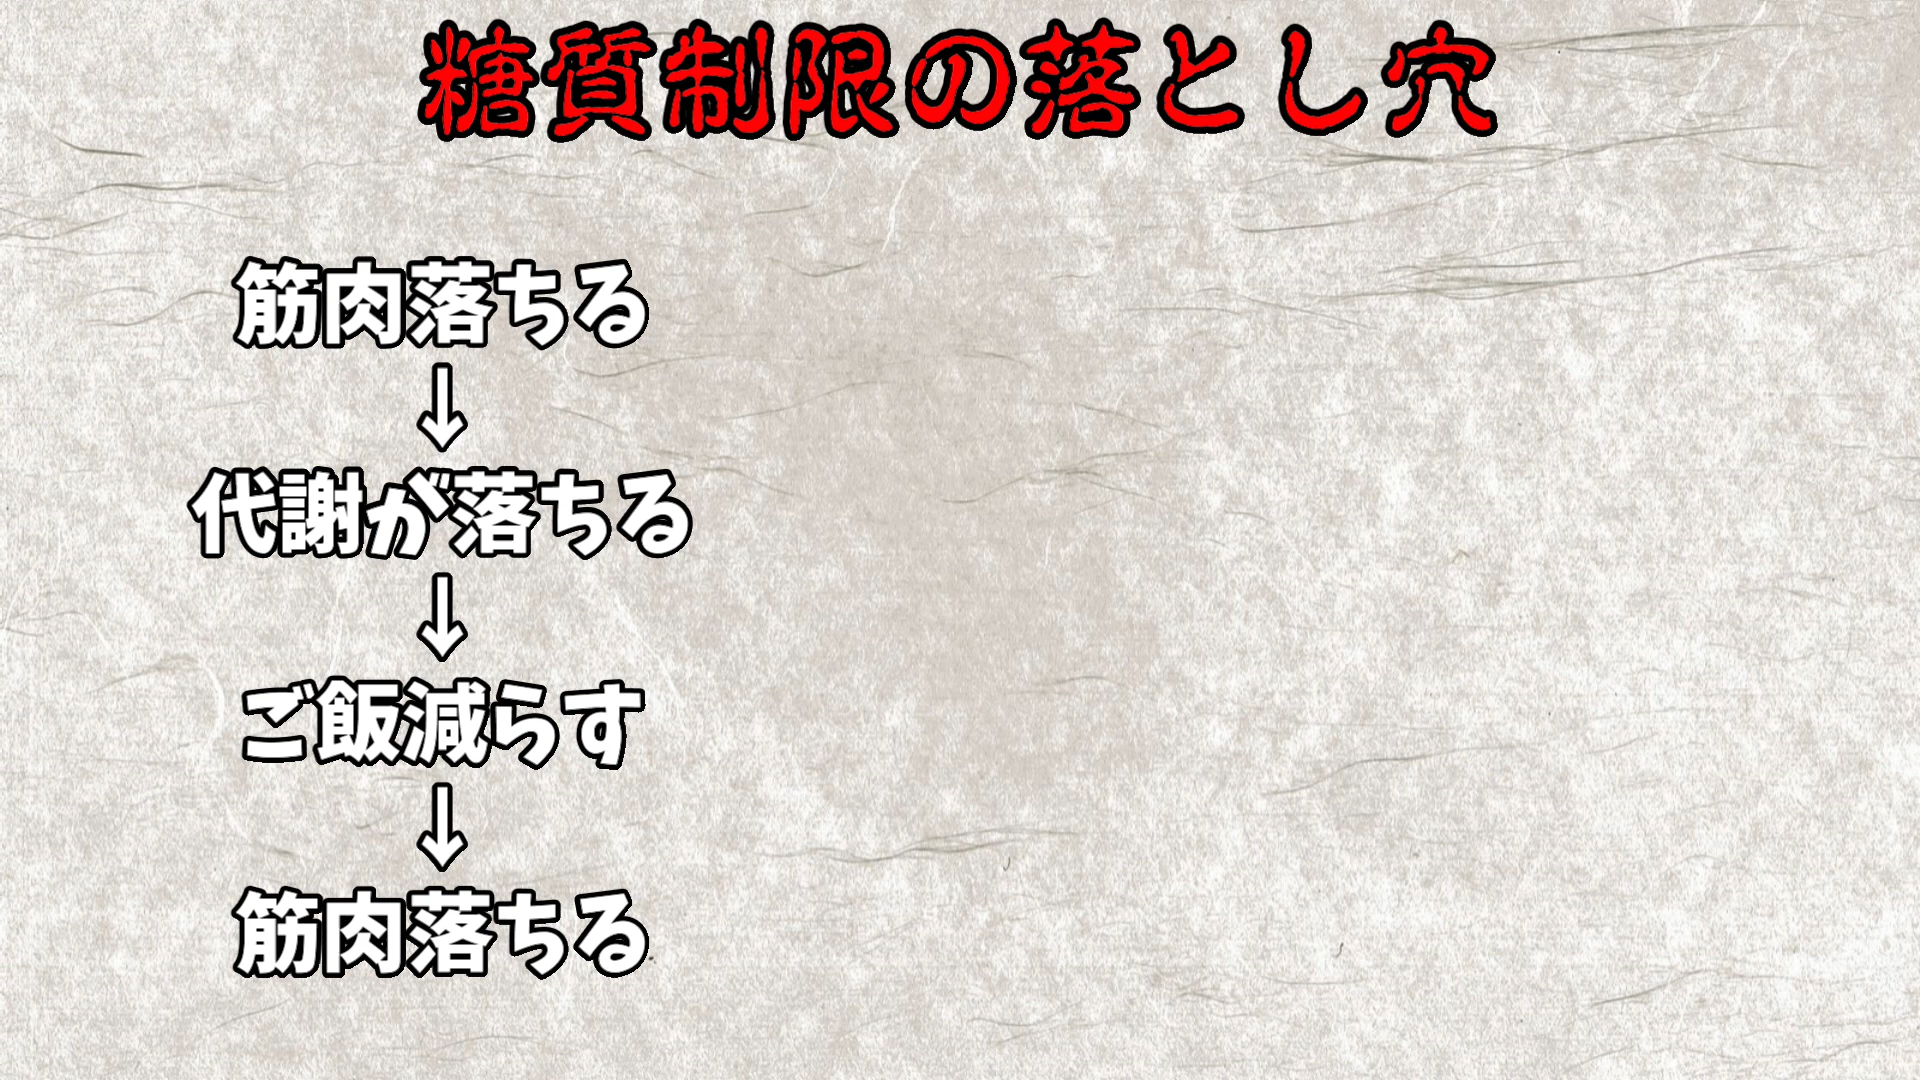 糖質制限の落とし穴
筋肉落ちる
↓
代謝が落ちる
↓
ご飯減らす
↓
筋肉落ちる